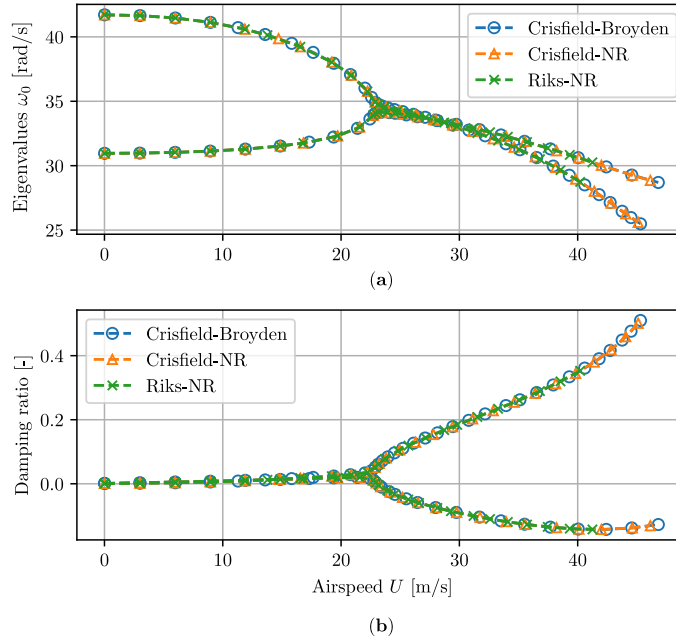 40
35
30
25
Eigenvalues ω₀ [rad/s]
Crisfield-Broyden
Crisfield-NR
Riks-NR
0
10
20
30
40
(a)
Crisfield-Broyden
Crisfield-NR
Riks-NR
0.4
0.2
0.0
Damping ratio [-]
0
10
20
30
40
Airspeed U [m/s]
(b)